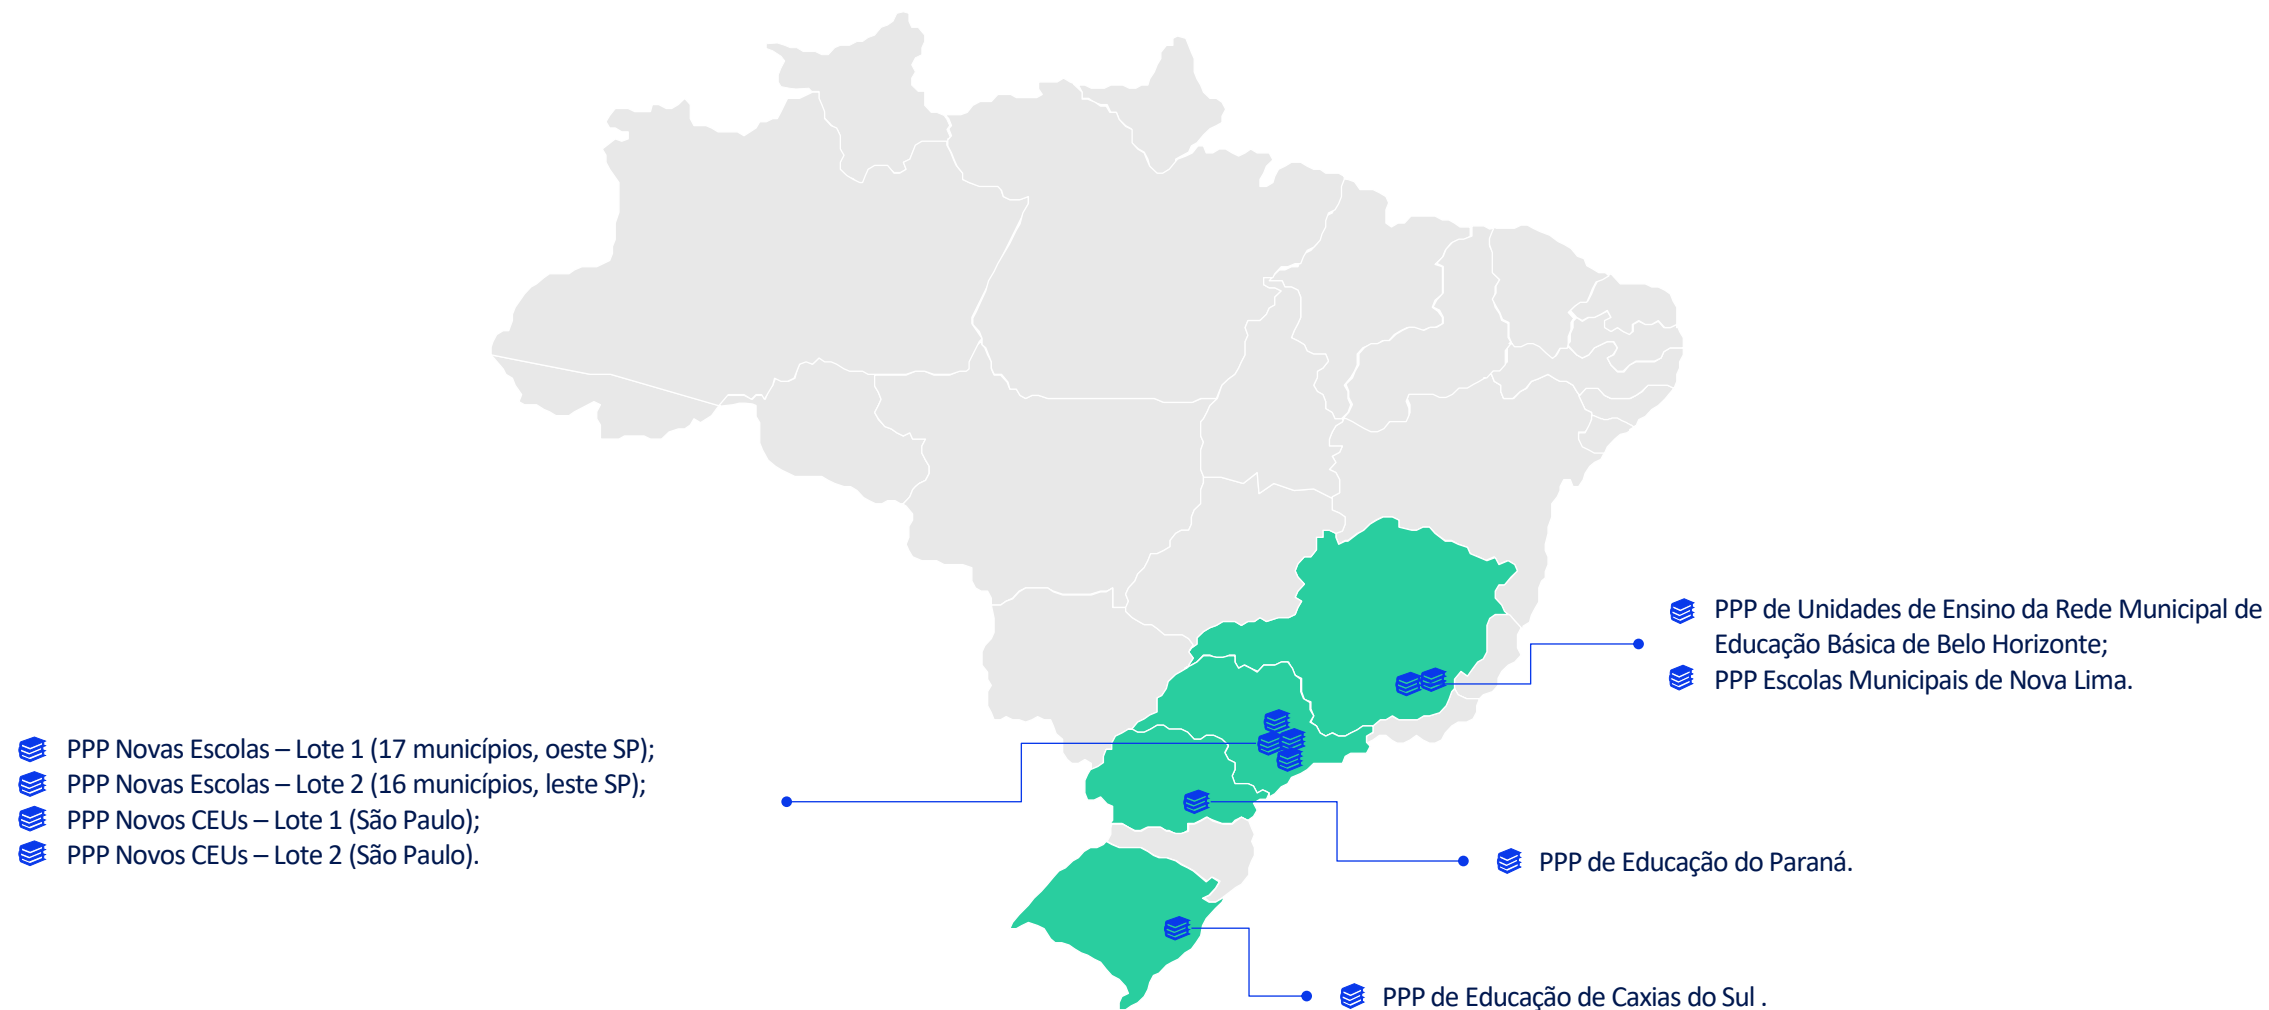 PPP de Unidades de Ensino da Rede Municipal de
Educação Básica de Belo Horizonte;
PPP Escolas Municipais de Nova Lima.
PPP Novas Escolas – Lote 1 (17 municípios, oeste SP);
PPP Novas Escolas – Lote 2 (16 municípios, leste SP);
PPP Novos CEUs – Lote 1 (São Paulo);
PPP Novos CEUs – Lote 2 (São Paulo).
PPP de Educação do Paraná.
PPP de Educação de Caxias do Sul .